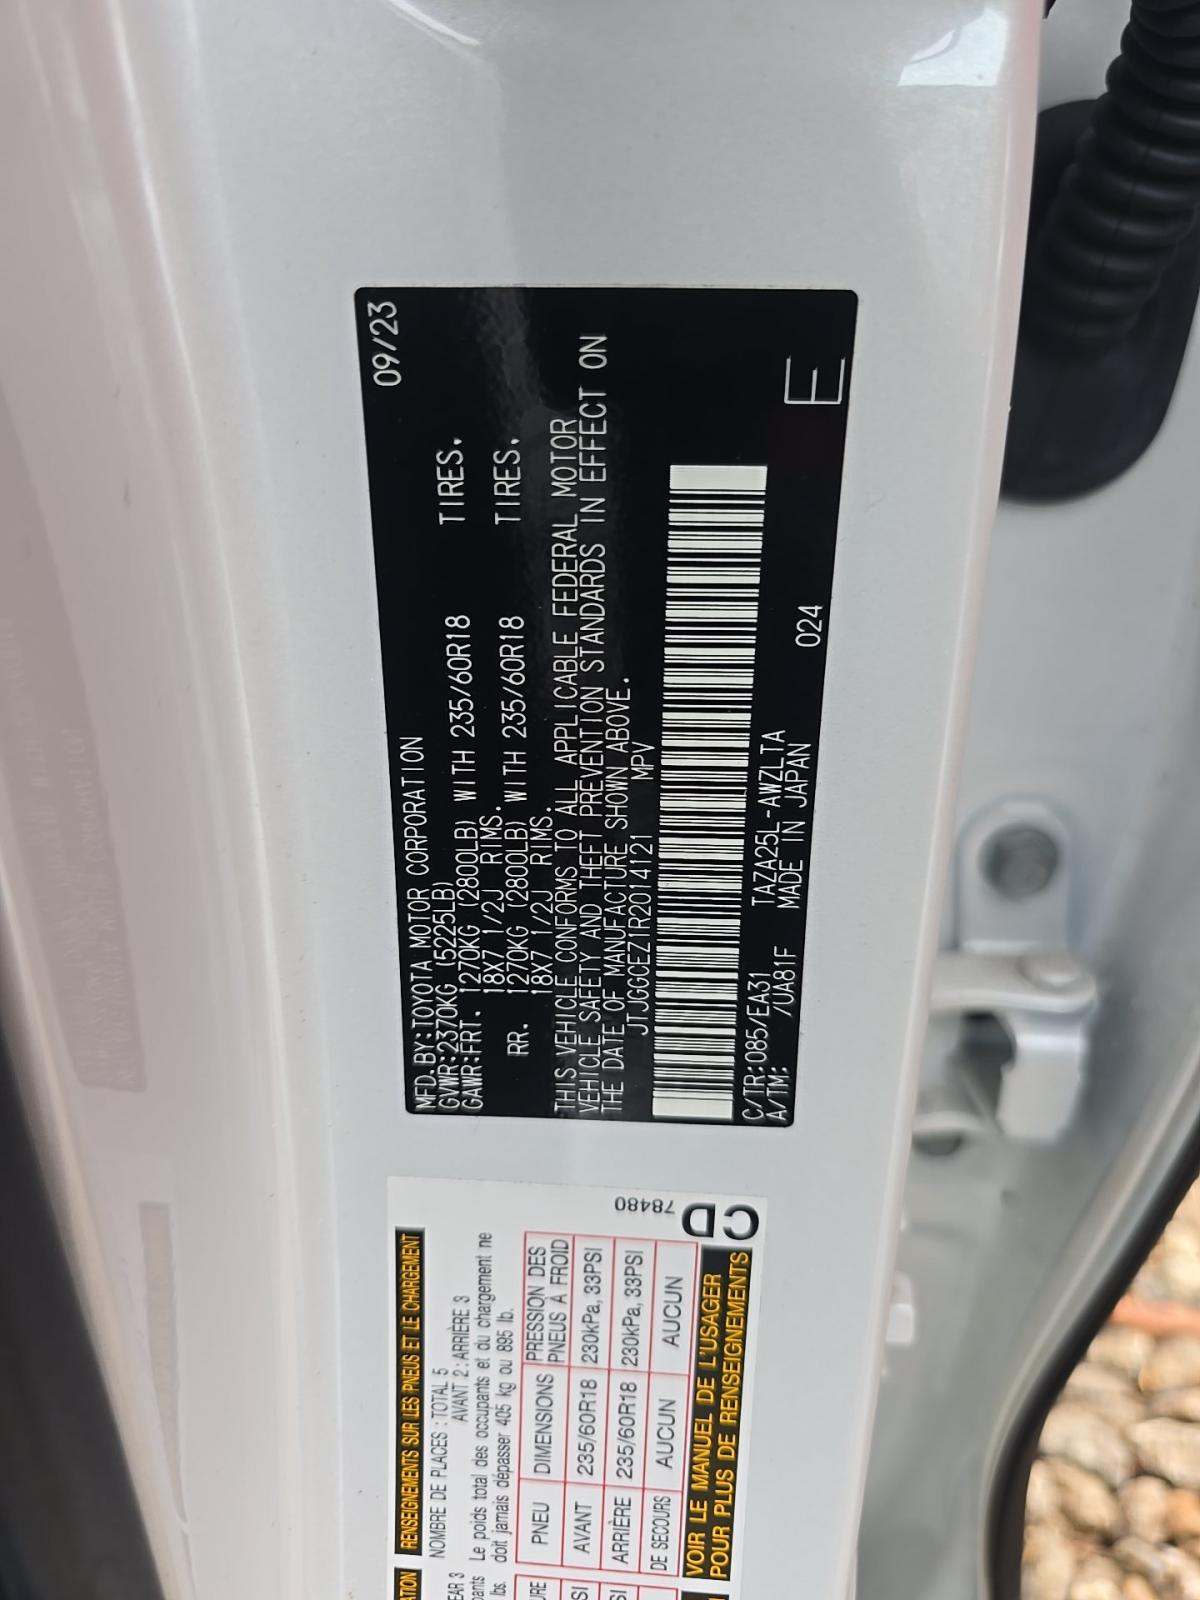 09/23
MFD.BY:TOYOTA MOTOR CORPORATION
GVWR:2370KG (5225LB)
GAWR:FRT. 1270KG (2800LB) WITH 235/60R18 TIRES.
18X7 1/2J RIMS.
RR. 1270KG (2800LB) WITH 235/60R18 TIRES.
18X7 1/2J RIMS.
THIS VEHICLE CONFORMS TO ALL APPLICABLE FEDERAL MOTOR
VEHICLE SAFETY AND THEFT PREVENTION STANDARDS IN EFFECT ON
THE DATE OF MANUFACTURE SHOWN ABOVE.
JTJGGCEZ1R2014121 MPV
C/TR:085/EA31 TAZA25L-AWZLTA
A/TM: /UA81F MADE IN JAPAN 024
E
RENSEIGNEMENTS SUR LES PNEUS ET LE CHARGEMENT
NOMBRE DE PLACES : TOTAL 5
AVANT 2 : ARRIÈRE 3
Le poids total des occupants et du chargement ne
doit jamais dépasser 405 kg ou 895 lb.
PNEU DIMENSIONS PRESSION DES PNEUS À FROID
AVANT 235/60R18 230kPa, 33PSI
ARRIÈRE 235/60R18 230kPa, 33PSI
DE SECOURS AUCUN AUCUN
VOIR LE MANUEL DE L'USAGER
POUR PLUS DE RENSEIGNEMENTS
78480
CD